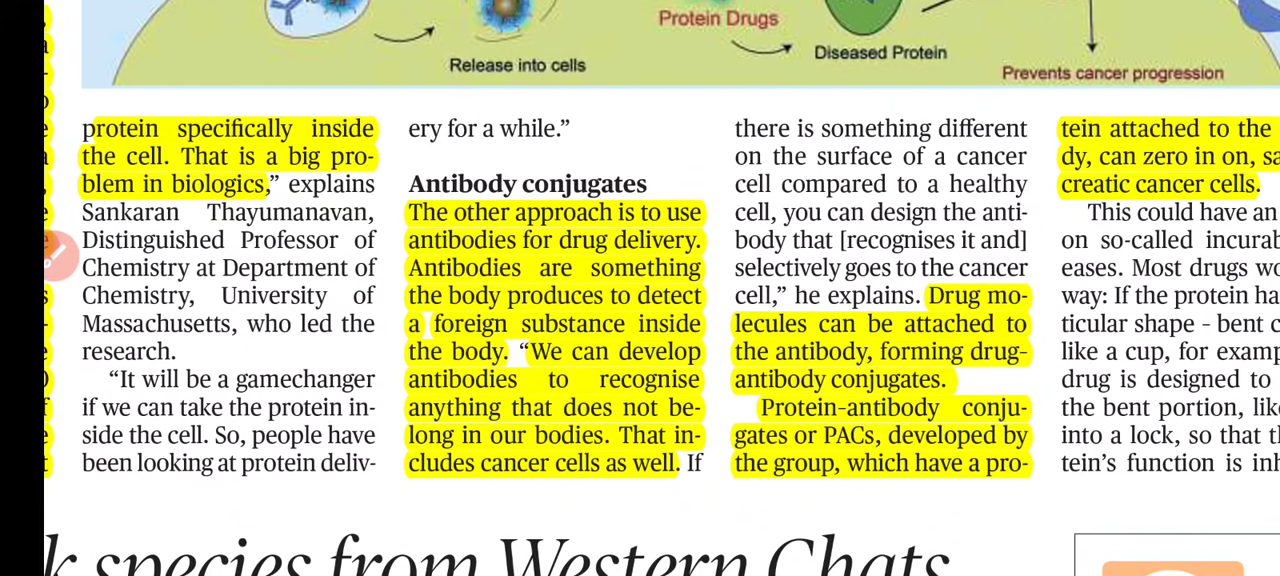 Release into cells
Protein Drugs
Diseased Protein
Prevents cancer progression
protein specifically inside
the cell. That is a big pro-
blem in biologics,” explains
Sankaran Thayumanavan,
Distinguished Professor of
Chemistry at Department of
Chemistry, University of
Massachusetts, who led the
research.
“It will be a gamechanger
if we can take the protein in-
side the cell. So, people have
been looking at protein deliv-
ery for a while.”
Antibody conjugates
The other approach is to use
antibodies for drug delivery.
Antibodies are something
the body produces to detect
a foreign substance inside
the body. “We can develop
antibodies to recognise
anything that does not be-
long in our bodies. That in-
cludes cancer cells as well. If
there is something different
on the surface of a cancer
cell compared to a healthy
cell, you can design the anti-
body that [recognises it and]
selectively goes to the cancer
cell,” he explains. Drug mo-
lecules can be attached to
the antibody, forming drug-
antibody conjugates.
Protein-antibody conju-
gates or PACs, developed by
the group, which have a pro-
tein attached to the
dy, can zero in on, sa
creatic cancer cells.
This could have an
on so-called incurab
eases. Most drugs wo
way: If the protein ha
ticular shape - bent c
like a cup, for examp
drug is designed to
the bent portion, lik
into a lock, so that t
tein’s function is inh
k species from Western Ghats